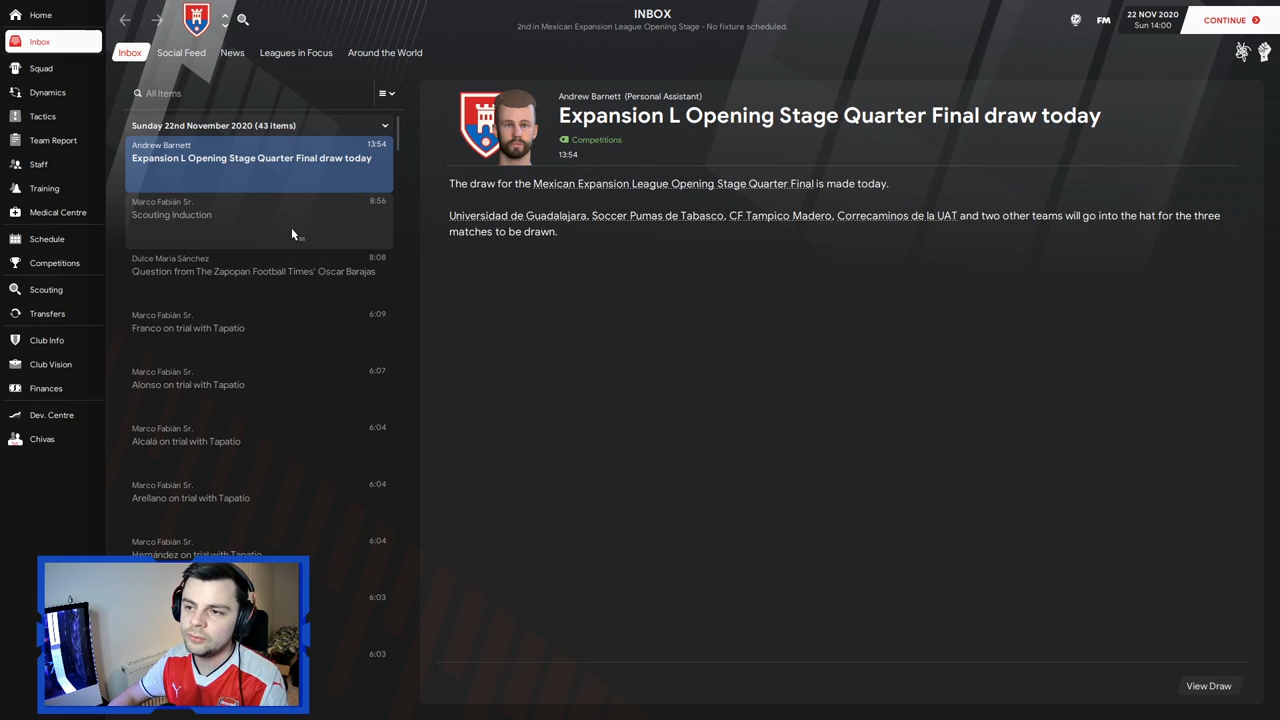 Home
Inbox
Squad
Dynamics
Tactics
Team Report
Staff
Training
Medical Centre
Schedule
Competitions
Scouting
Transfers
Club Info
Club Vision
Finances
Dev. Centre
Chivas
INBOX
2nd in Mexican Expansion League Opening Stage - No fixture scheduled.
FM
22 NOV 2020
Sun 14:00
CONTINUE
Inbox
Social Feed
News
Leagues in Focus
Around the World
All Items
Sunday 22nd November 2020 (43 items)
Andrew Barnett 13:54
Expansion L Opening Stage Quarter Final draw today
Marco Fabián Sr. 8:56
Scouting Induction
Dulce María Sánchez 8:08
Question from The Zapopan Football Times' Oscar Barajas
Marco Fabián Sr. 6:09
Franco on trial with Tapatío
Marco Fabián Sr. 6:07
Alonso on trial with Tapatío
Marco Fabián Sr. 6:04
Alcalá on trial with Tapatío
Marco Fabián Sr. 6:04
Arellano on trial with Tapatío
Marco Fabián Sr. 6:04
Hernández on trial with Tapatío
6:03
6:03
Andrew Barnett (Personal Assistant)
Expansion L Opening Stage Quarter Final draw today
Competitions
13:54
The draw for the Mexican Expansion League Opening Stage Quarter Final is made today.
Universidad de Guadalajara, Soccer Pumas de Tabasco, CF Tampico Madero, Correcaminos de la UAT and two other teams will go into the hat for the three
matches to be drawn.
View Draw